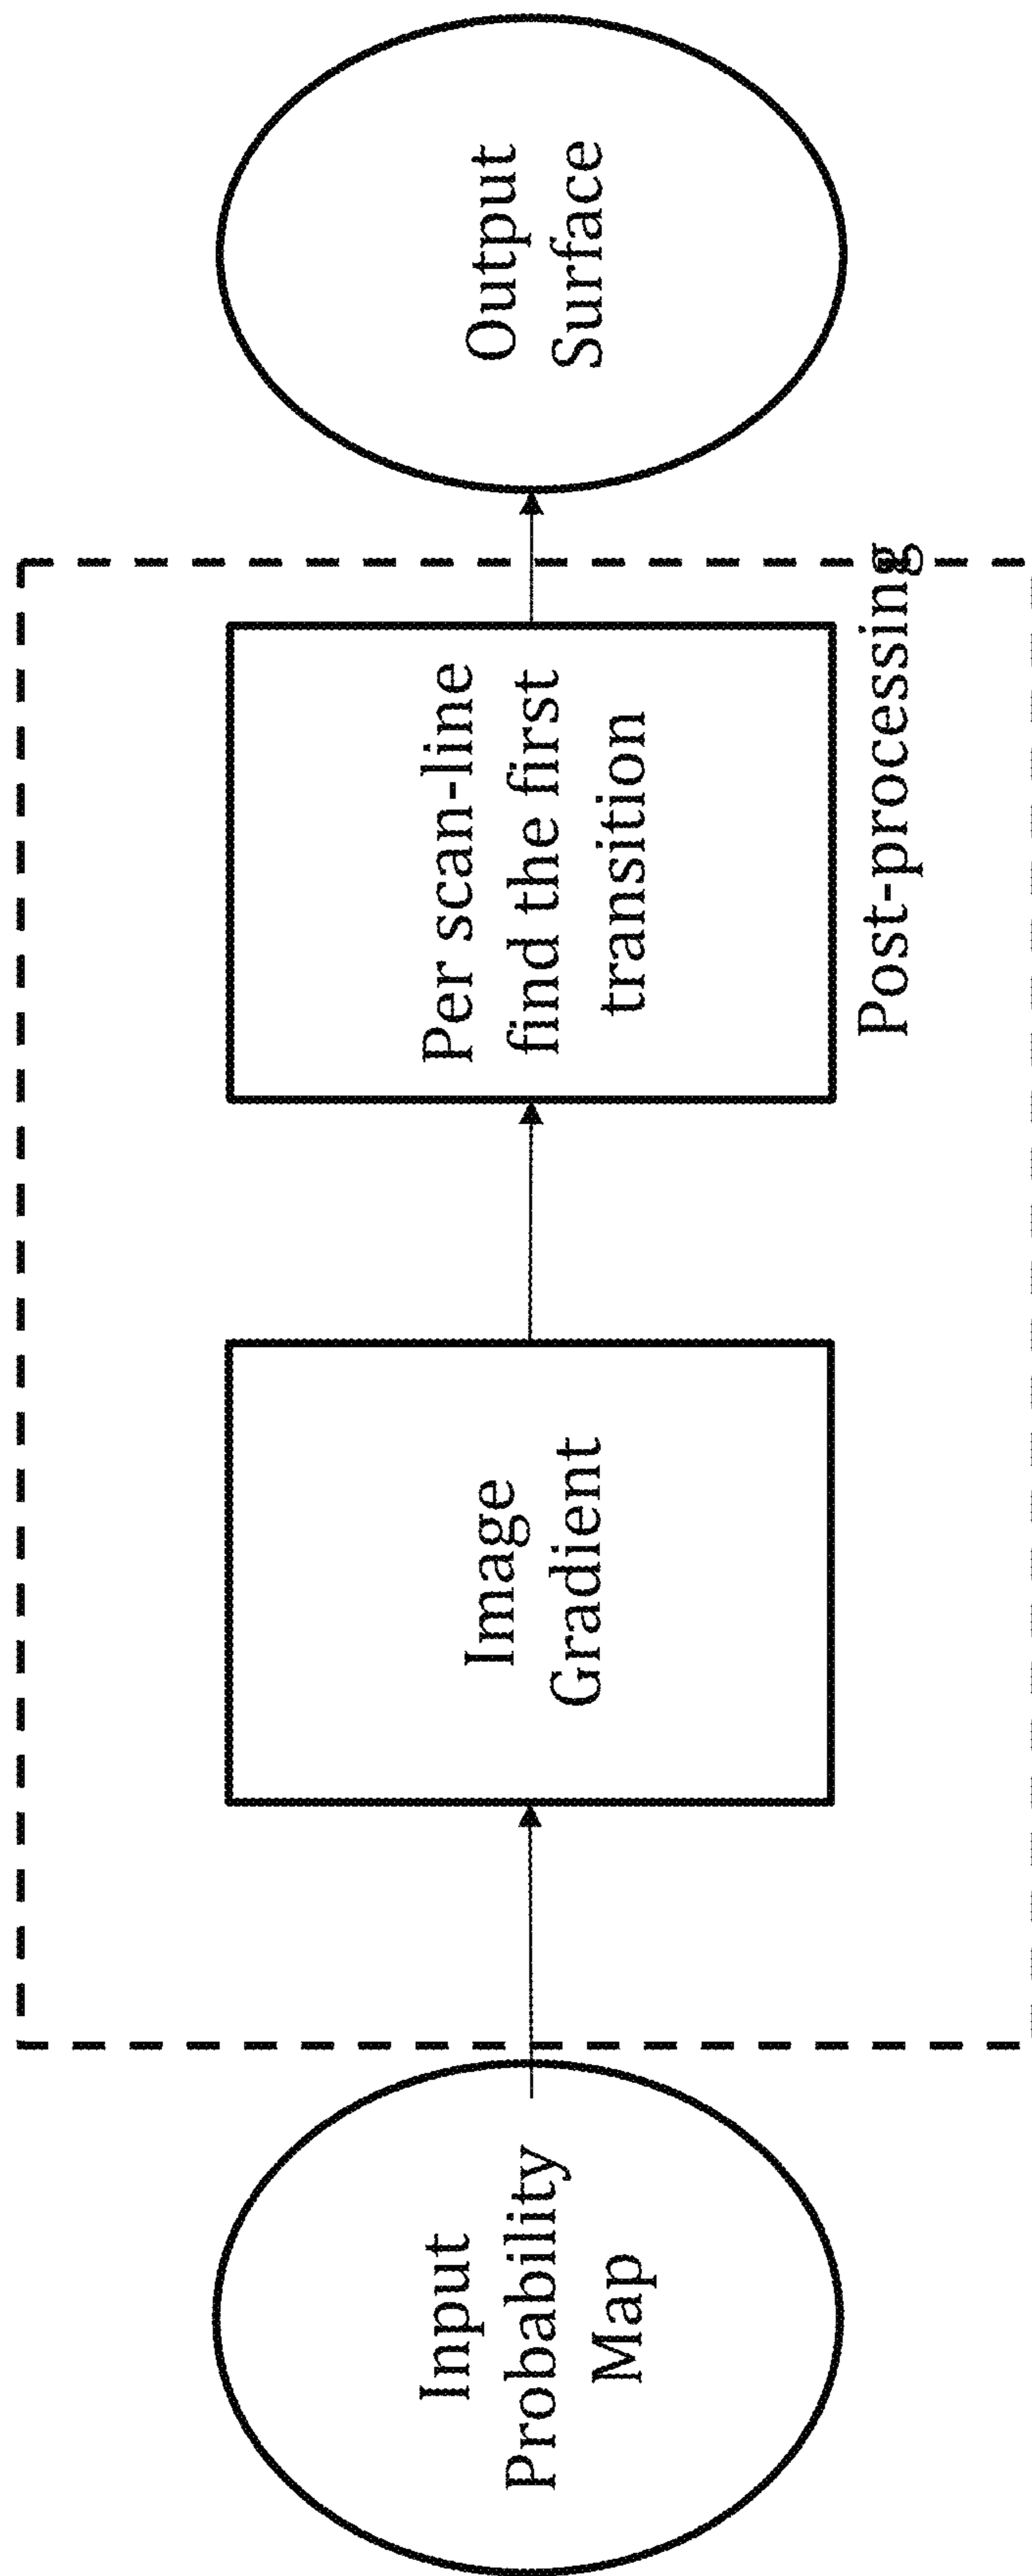 Input
Probability
Map
Image
Gradient
Per scan-line
find the first
transition
Post-processing
Output
Surface